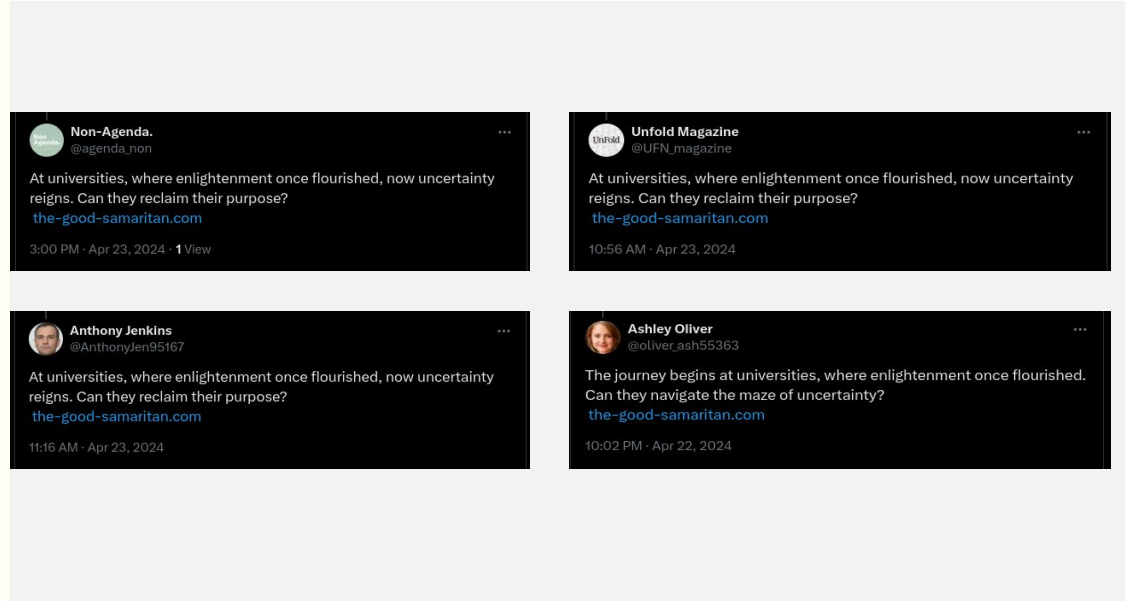 Non-Agenda.
@agenda_non
At universities, where enlightenment once flourished, now uncertainty
reigns. Can they reclaim their purpose?
the-good-samaritan.com
3:00 PM · Apr 23, 2024 · 1 View
UnFold
Unfold Magazine
@UFN_magazine
At universities, where enlightenment once flourished, now uncertainty
reigns. Can they reclaim their purpose?
the-good-samaritan.com
10:56 AM · Apr 23, 2024
Anthony Jenkins
@AnthonyJen95167
At universities, where enlightenment once flourished, now uncertainty
reigns. Can they reclaim their purpose?
the-good-samaritan.com
11:16 AM · Apr 23, 2024
Ashley Oliver
@oliver_ash55363
The journey begins at universities, where enlightenment once flourished.
Can they navigate the maze of uncertainty?
the-good-samaritan.com
10:02 PM · Apr 22, 2024